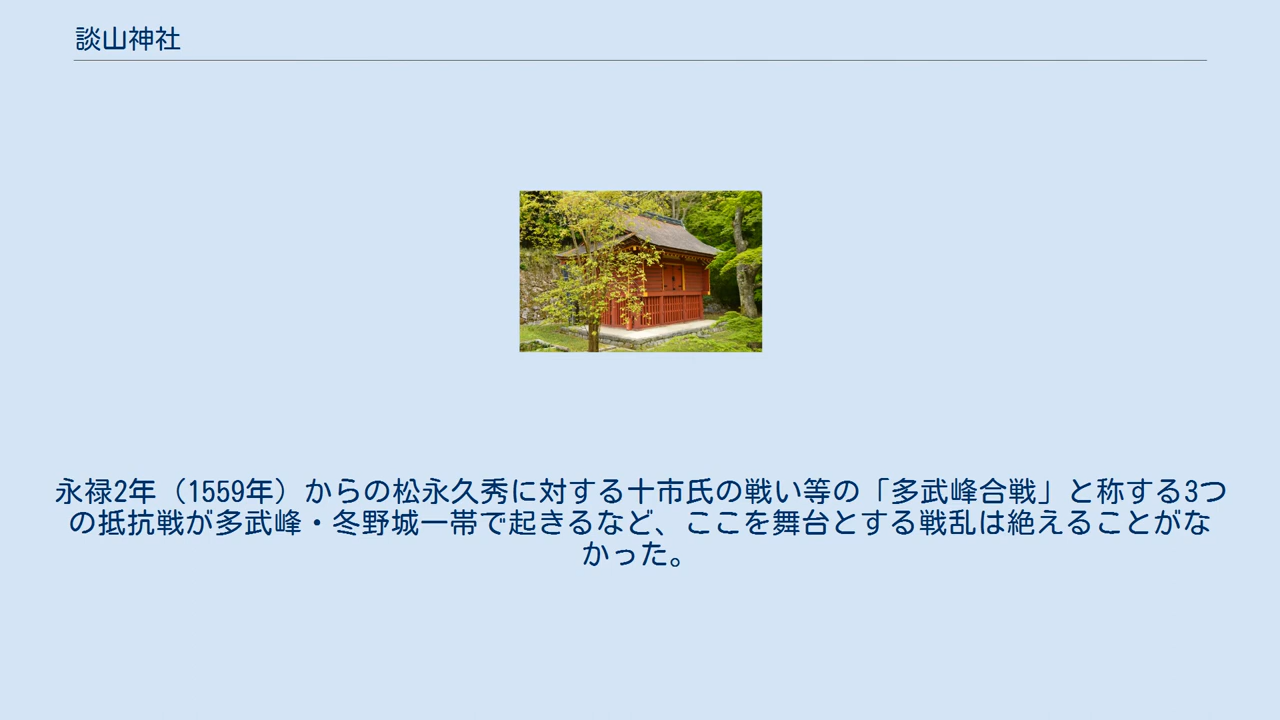 談山神社
永禄2年（1559年）からの松永久秀に対する十市氏の戦い等の「多武峰合戦」と称する3つ
の抵抗戦が多武峰・冬野城一帯で起きるなど、ここを舞台とする戦乱は絶えることがな
かった。